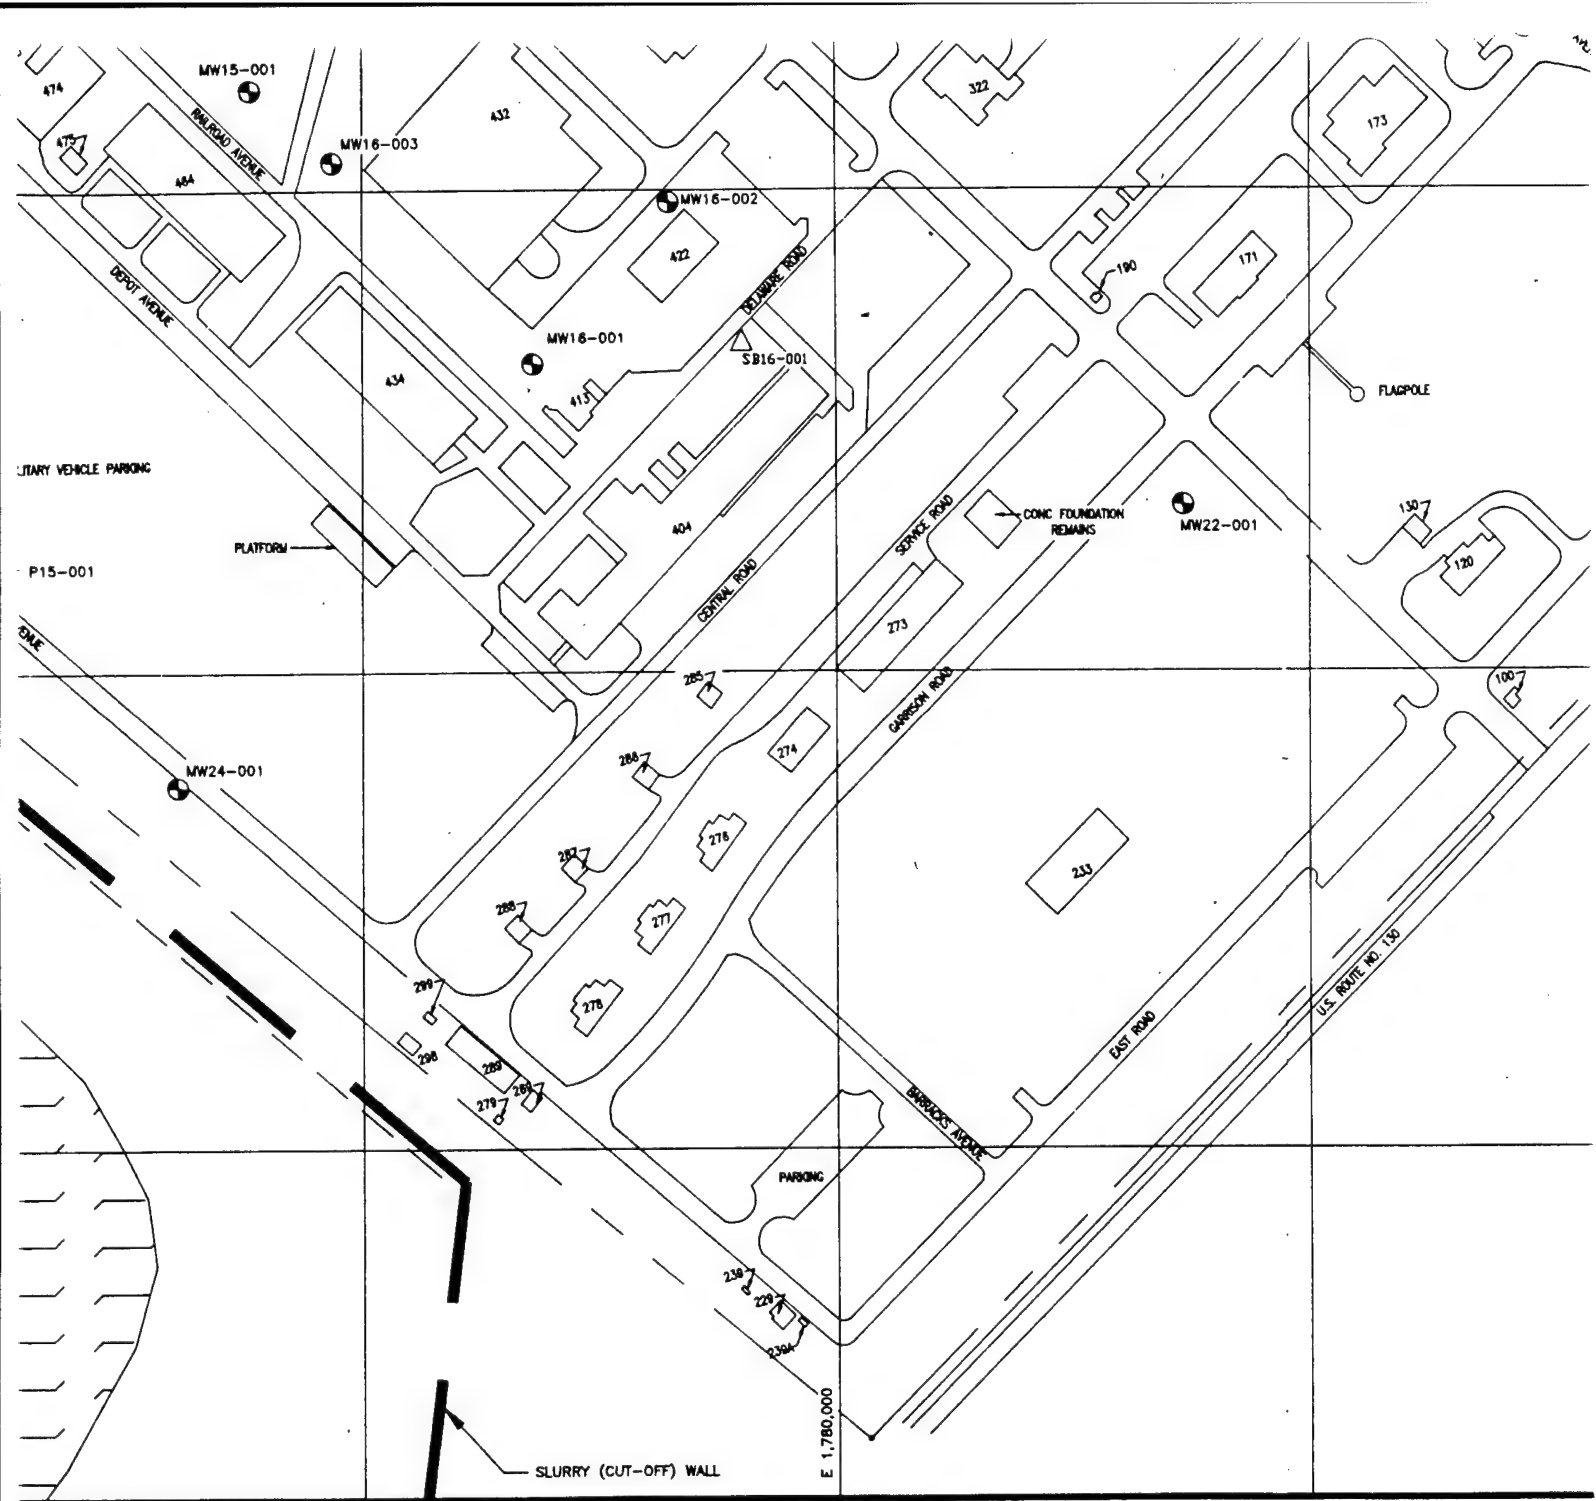 474
MW15-001
432
322
173
475
RAILROAD AVENUE
MW16-003
484
MW16-002
422
DELAWARE ROAD
190
171
DEPOT AVENUE
MW16-001
SB16-001
434
413
FLAGPOLE
LITARY VEHICLE PARKING
404
SERVICE ROAD
CONC FOUNDATION
REMAINS
MW22-001
130
120
PLATFORM
P15-001
CENTRAL ROAD
273
ENUE
285
GARRISON ROAD
100
274
286
MW24-001
276
287
233
288
277
U.S. ROUTE NO. 130
299
278
EAST ROAD
298
289
269
279
BARRACKS AVENUE
PARKING
239
229
239A
E 1,780,000
SLURRY (CUT-OFF) WALL